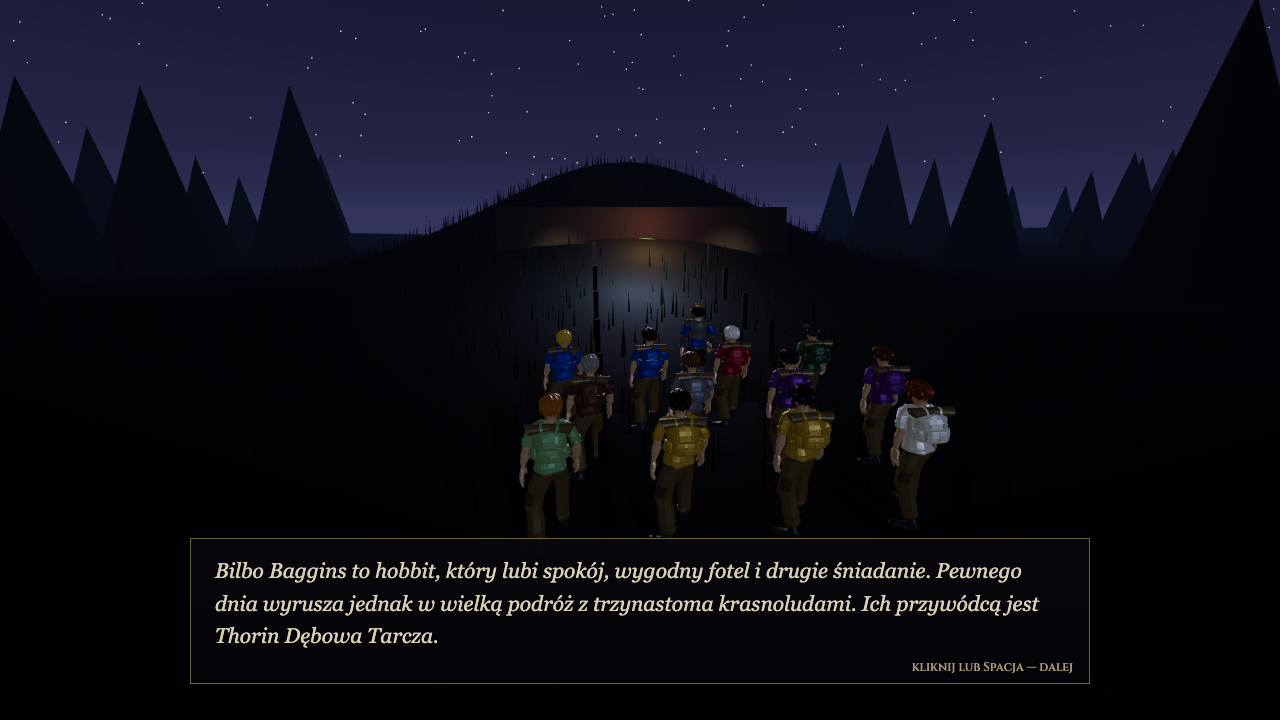 Bilbo Baggins to hobbit, który lubi spokój, wygodny fotel i drugie śniadanie. Pewnego
dnia wyrusza jednak w wielką podróż z trzynastoma krasnoludami. Ich przywódcą jest
Thorin Dębowa Tarcza.
KLIKNIJ LUB SPACJA — DALEJ